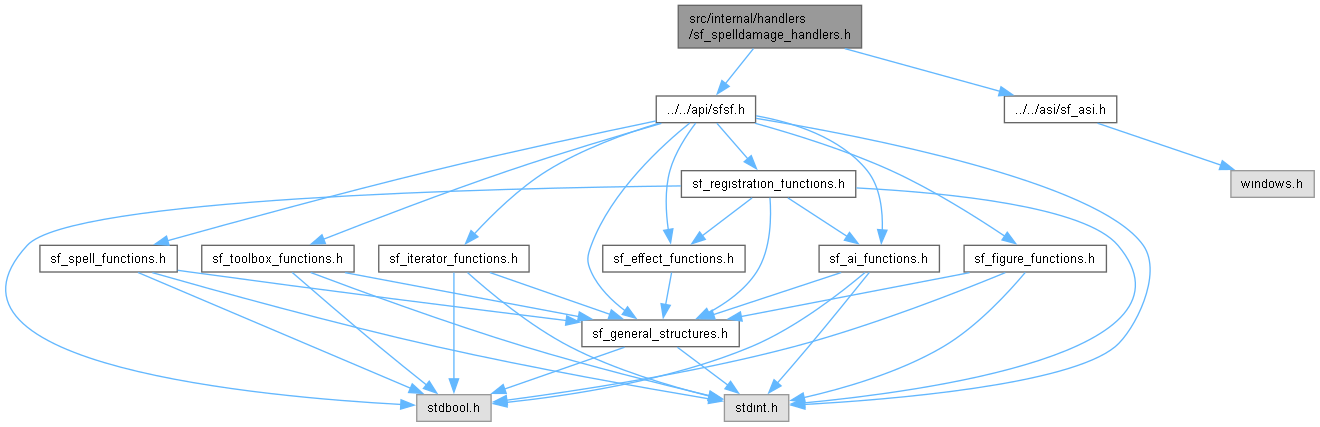 src/internal/handlers
/sf_spelldamage_handlers.h
../../api/sfsf.h
../../asi/sf_asi.h
sf_registration_functions.h
windows.h
sf_spell_functions.h
sf_toolbox_functions.h
sf_iterator_functions.h
sf_effect_functions.h
sf_ai_functions.h
sf_figure_functions.h
sf_general_structures.h
stdbool.h
stdint.h